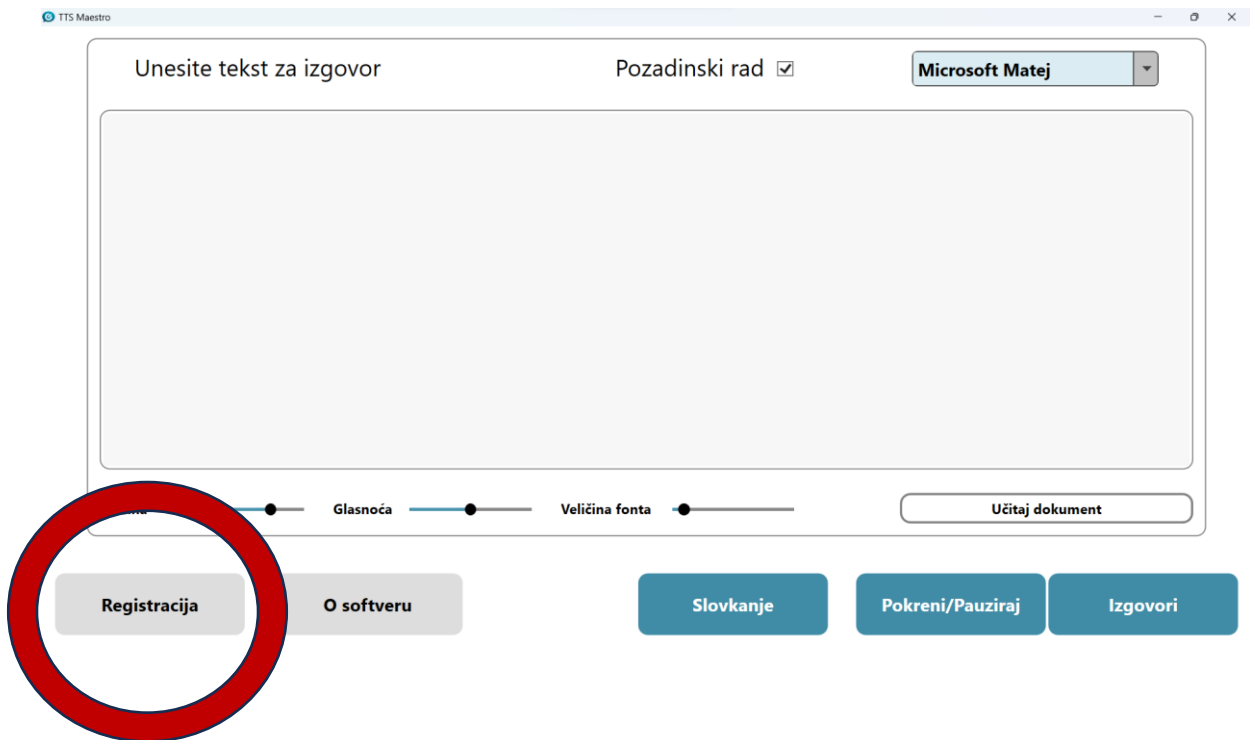 TTS Maestro
Unesite tekst za izgovor Pozadinski rad Microsoft Matej
Glasnoća Veličina fonta Učitaj dokument
Registracija O softveru Slovkanje Pokreni/Pauziraj Izgovori